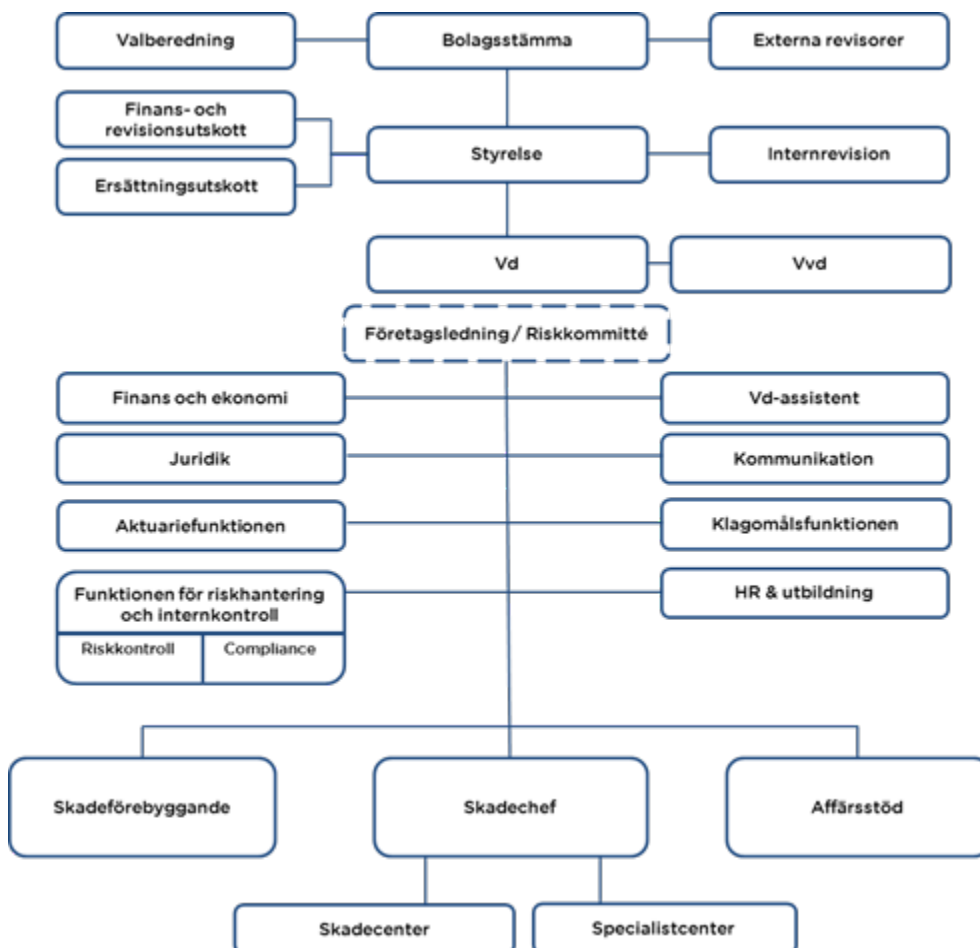 Valberedning
Bolagsstämma
Externa revisorer
Finans- och
revisionsutskott
Styrelse
Internrevision
Ersättningsutskott
Vd
Vvd
Företagsledning / Riskkommitté
Finans och ekonomi
Vd-assistent
Juridik
Kommunikation
Aktuariefunktionen
Klagomålsfunktionen
Funktionen för riskhantering
och internkontroll
HR & utbildning
Riskkontroll
Compliance
Skadeförebyggande
Skadechef
Affärsstöd
Skadecenter
Specialistcenter